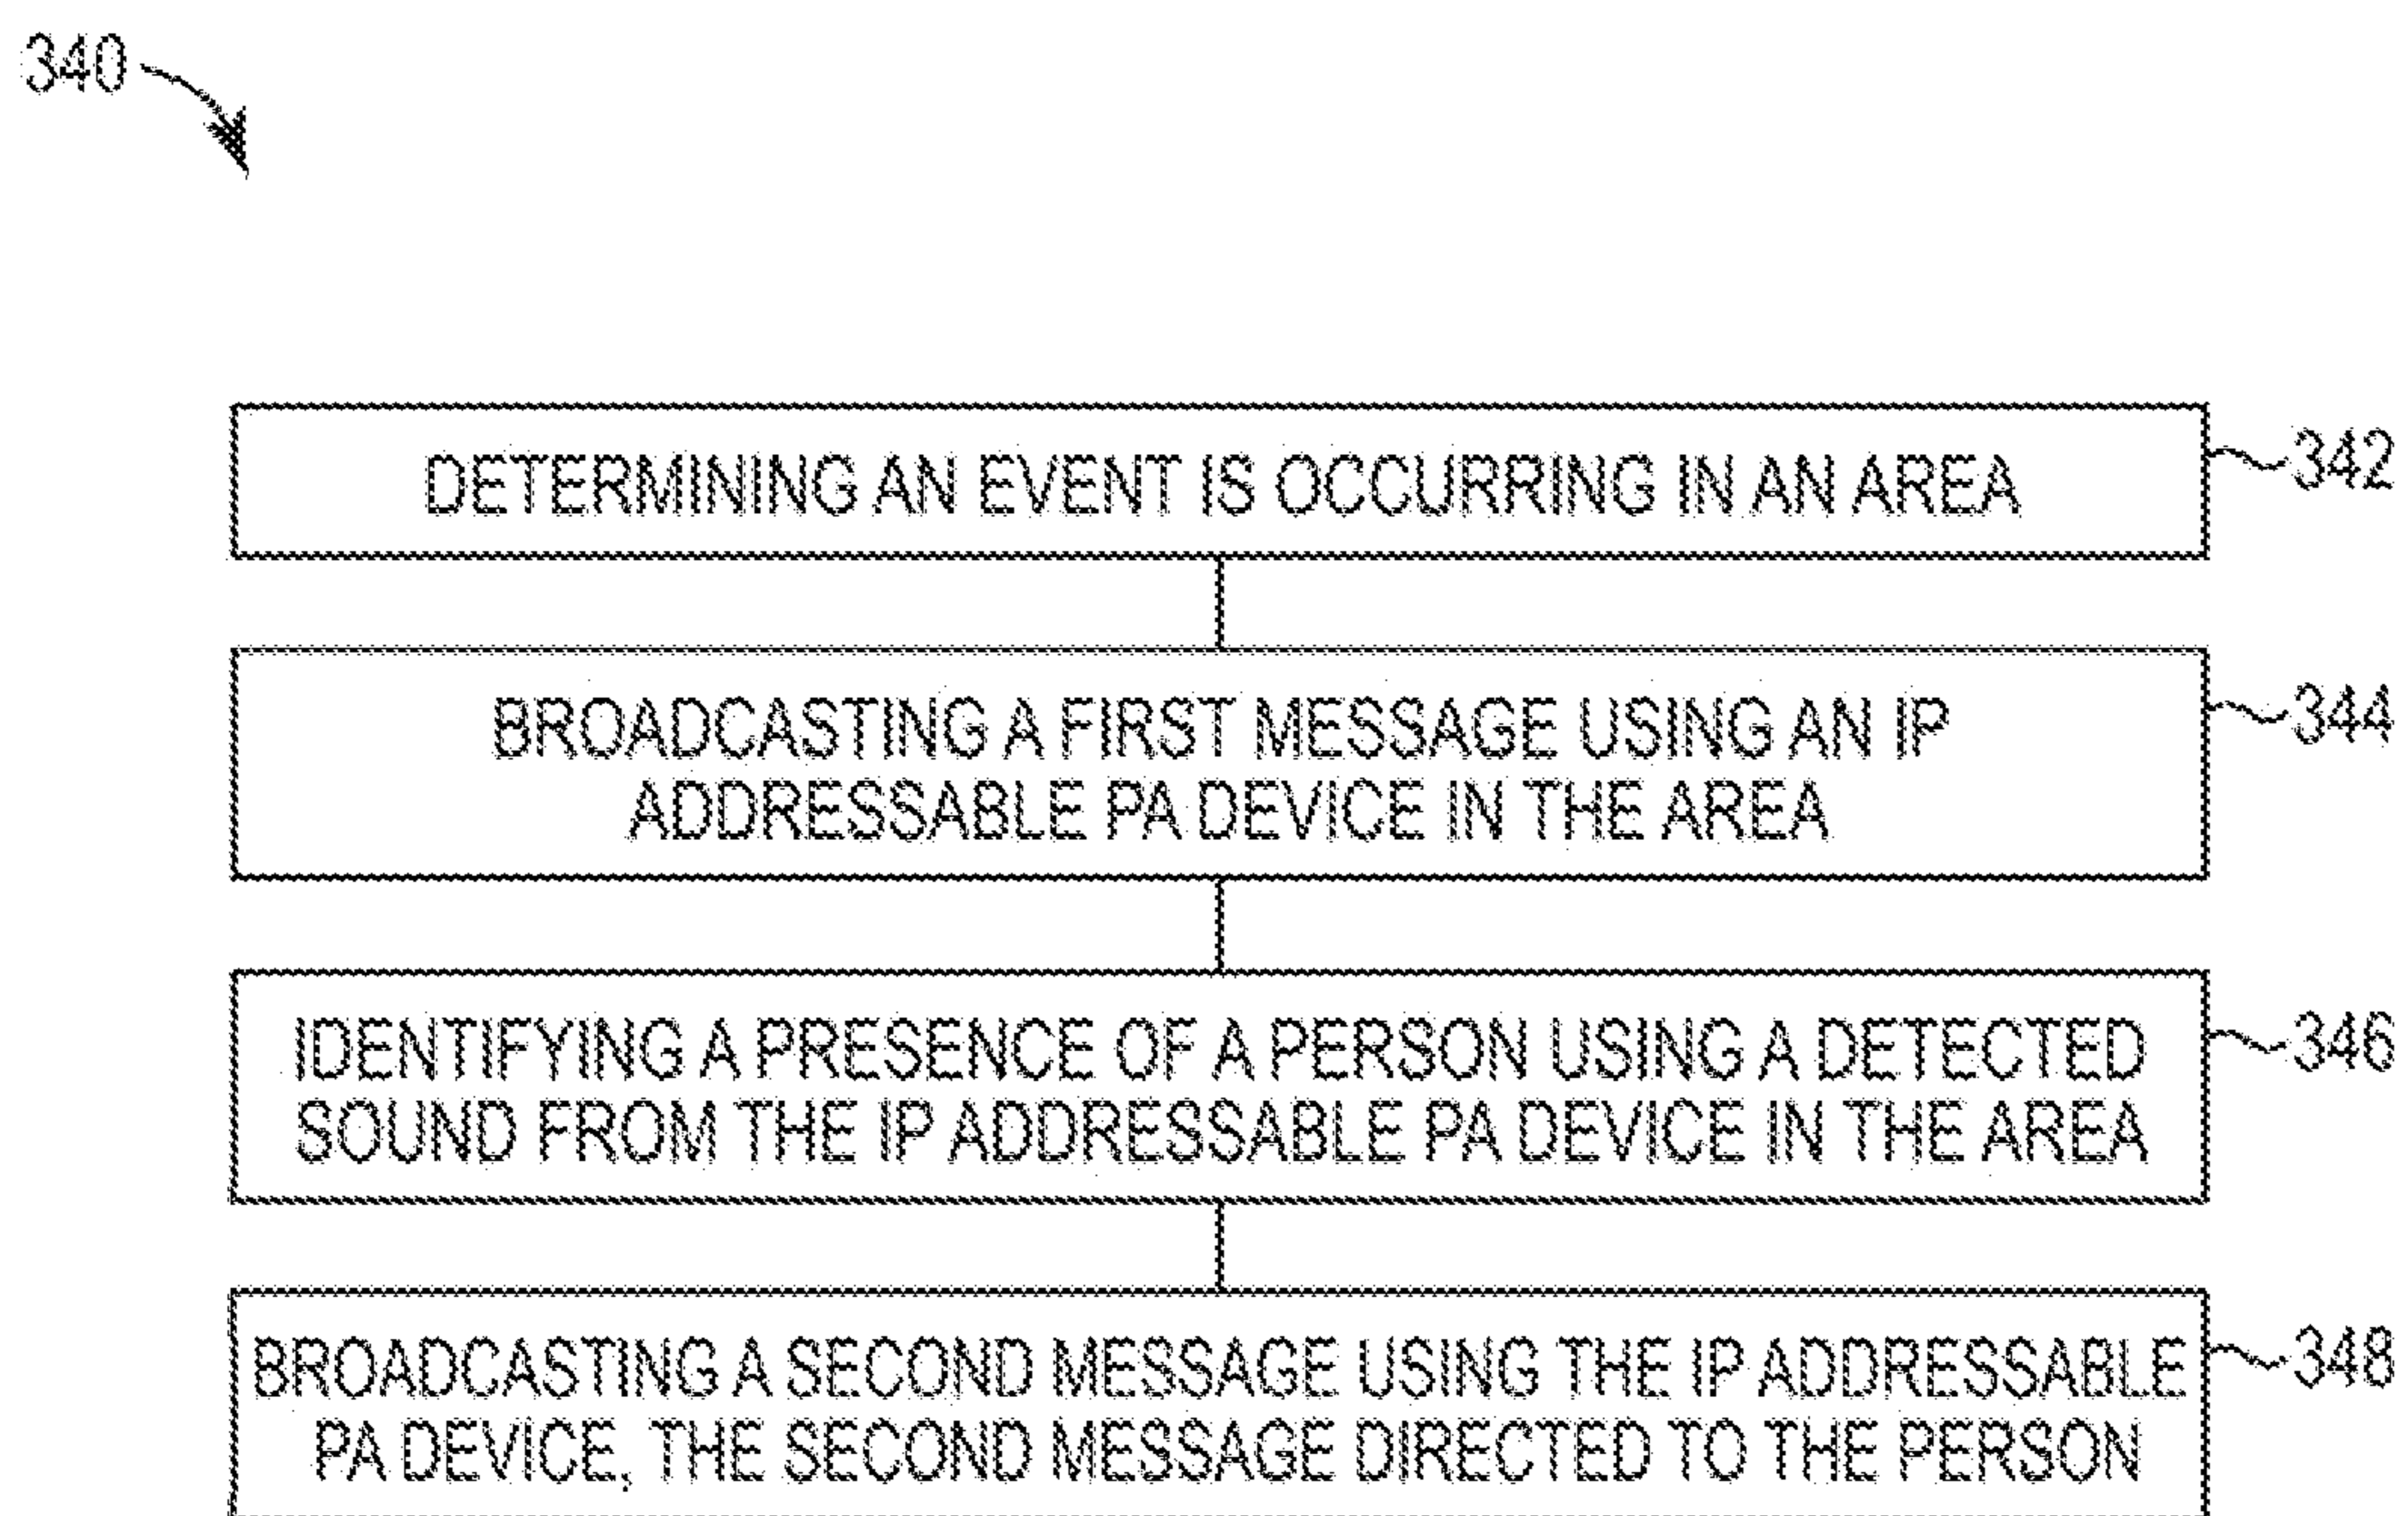 340
DETERMINING AN EVENT IS OCCURRING IN AN AREA
342
BROADCASTING A FIRST MESSAGE USING AN IP
ADDRESSABLE PA DEVICE IN THE AREA
344
IDENTIFYING A PRESENCE OF A PERSON USING A DETECTED
SOUND FROM THE IP ADDRESSABLE PA DEVICE IN THE AREA
346
BROADCASTING A SECOND MESSAGE USING THE IP ADDRESSABLE
PA DEVICE, THE SECOND MESSAGE DIRECTED TO THE PERSON
348